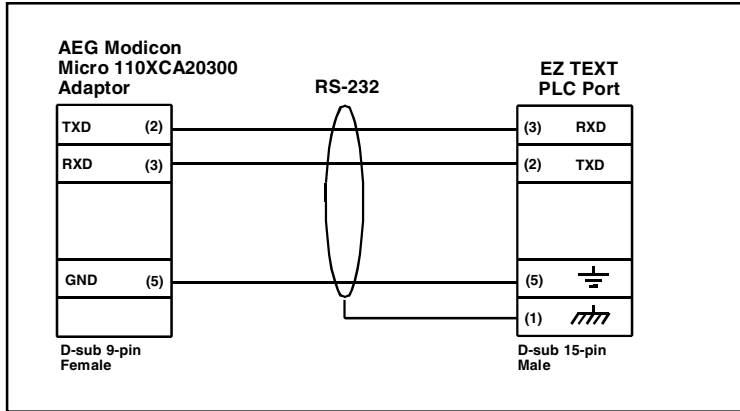 AEG Modicon
Micro 110XCA20300
Adaptor
RS-232
EZ TEXT
PLC Port
TXD (2)
(3) RXD
RXD (3)
(2) TXD
GND (5)
(5)
(1)
D-sub 9-pin
Female
D-sub 15-pin
Male